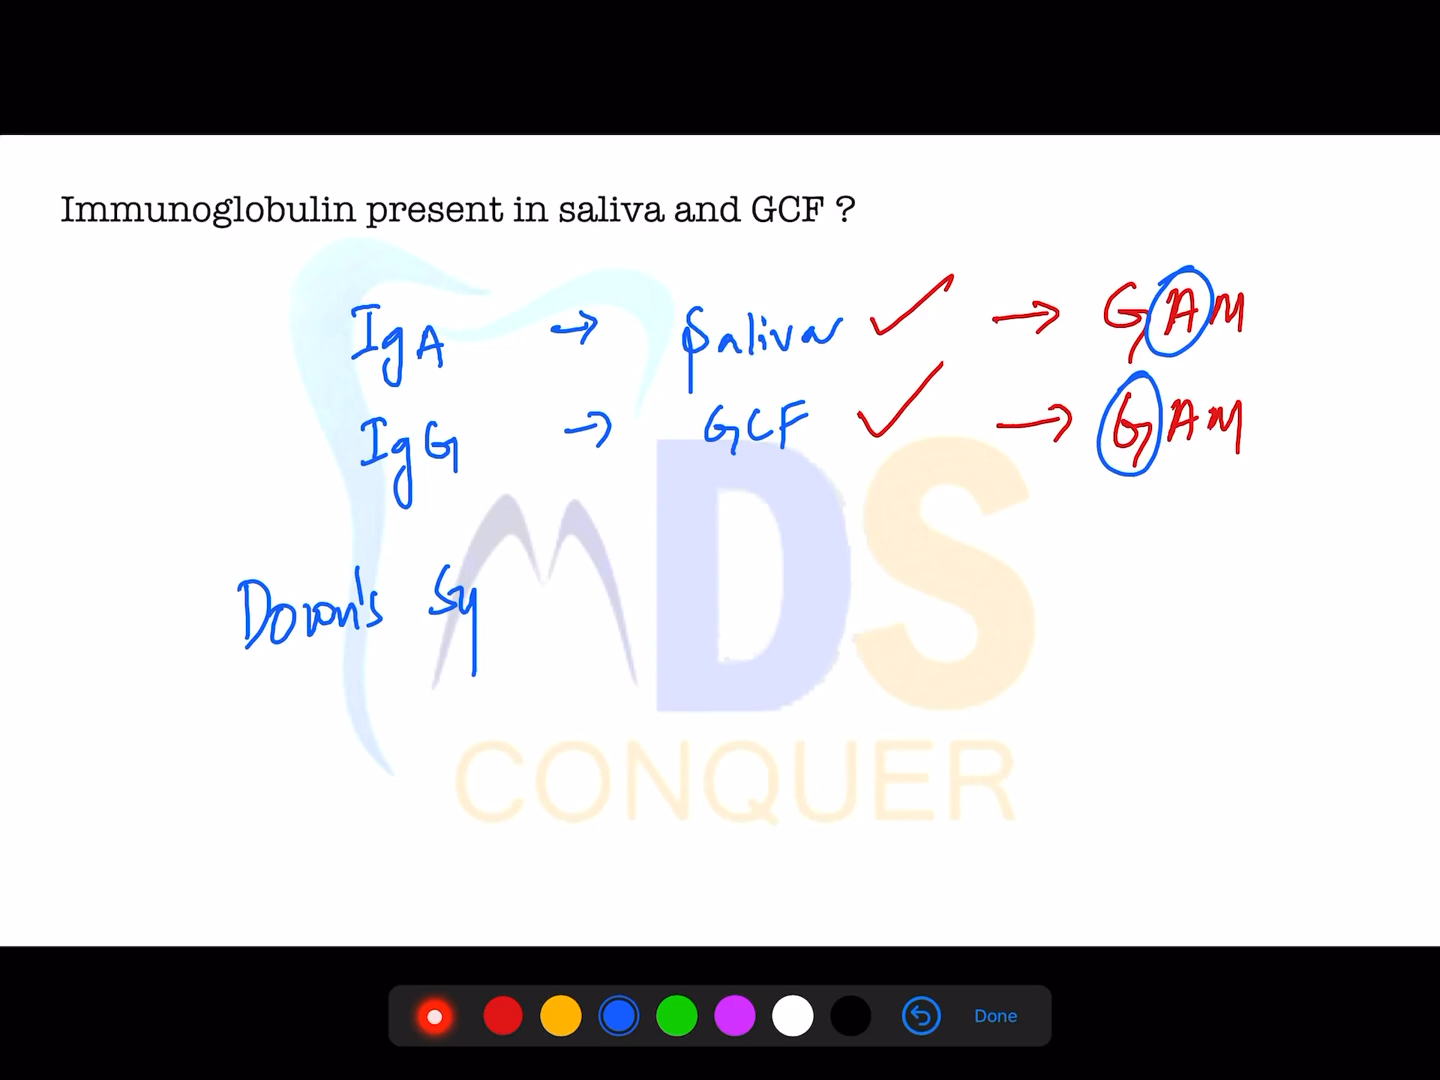 Immunoglobulin present in saliva and GCF ?
IgA → Saliva ✓ → GAM
IgG → GCF ✓ → GAM
Down's Sy
MDS
CONQUER
Done